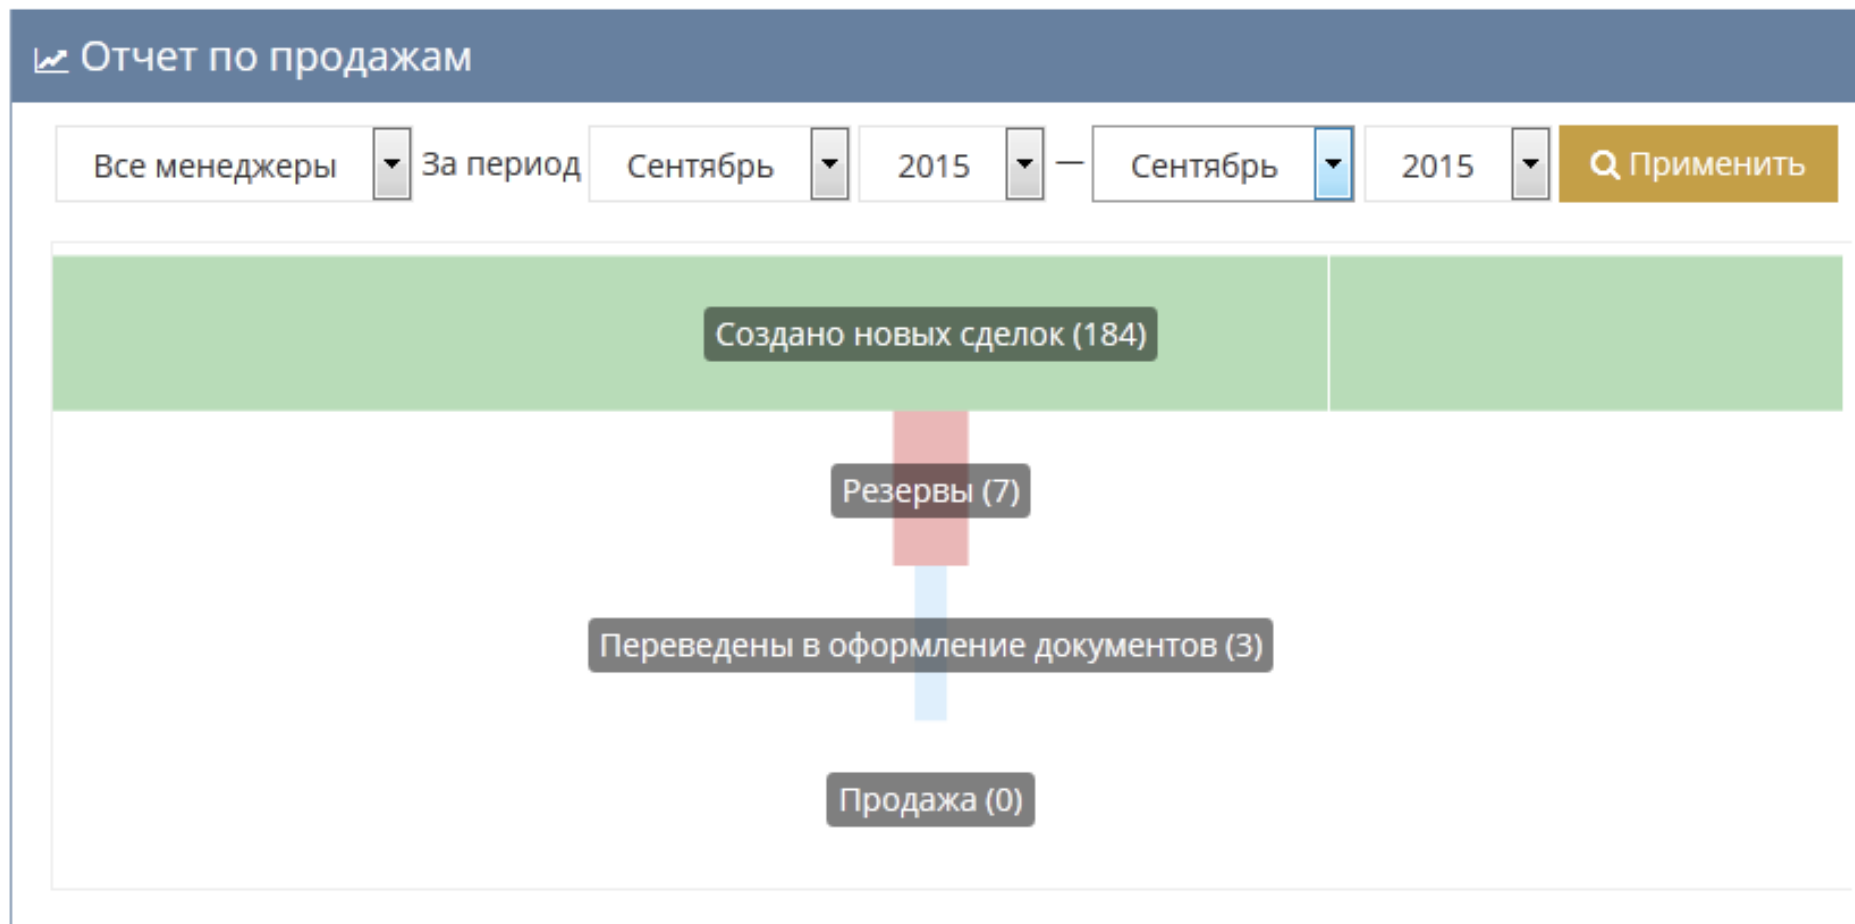 Отчет по продажам
Все менеджеры За период Сентябрь 2015 — Сентябрь 2015 Применить
Создано новых сделок (184)
Резервы (7)
Переведены в оформление документов (3)
Продажа (0)